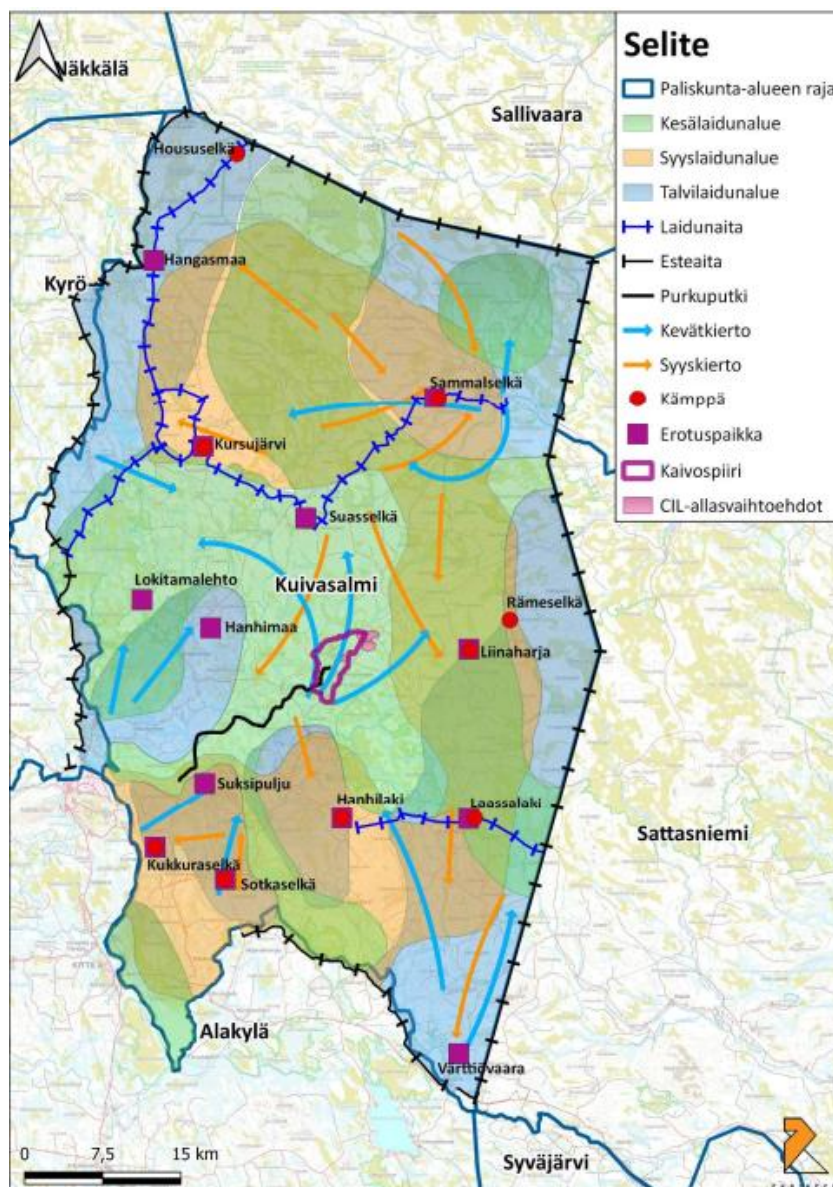 Näkkälä
Sallivaara
Housuselkä
Hangasmaa
Kyrö
Sammalselkä
Kursujärvi
Suasselkä
Lokitamalehto
Kuivasalmi
Hanhimaa
Rämeselkä
Liinaharja
Suksipulju
Hanhilaki
Laassalaki
Sattasniemi
Kukkuraselkä
Sotkaselkä
Alakylä
Värttiövaara
Syväjärvi
0 7,5 15 km
Selite
Paliskunta-alueen raja
Kesälaidunalue
Syyslaidunalue
Talvilaidunalue
Laidunaita
Esteaita
Purkuputki
Kevätkierto
Syyskierto
Kämppä
Erotuspaikka
Kaivospiiri
CIL-allasvaihtoehdot